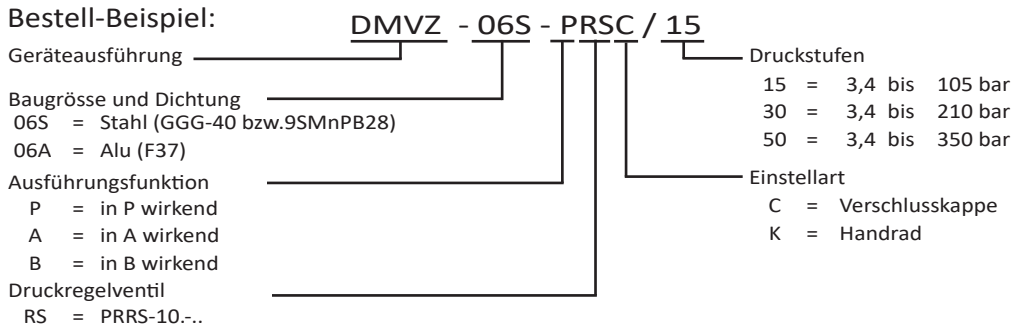 Bestell-Beispiel:
DMVZ - 06S - PRSC / 15
Geräteausführung
Baugrösse und Dichtung
06S = Stahl (GGG-40 bzw.9SMnPB28)
06A = Alu (F37)
Ausführungsfunktion
P = in P wirkend
A = in A wirkend
B = in B wirkend
Druckregelventil
RS = PRRS-10.-..
Druckstufen
15 = 3,4 bis 105 bar
30 = 3,4 bis 210 bar
50 = 3,4 bis 350 bar
Einstellart
C = Verschlusskappe
K = Handrad